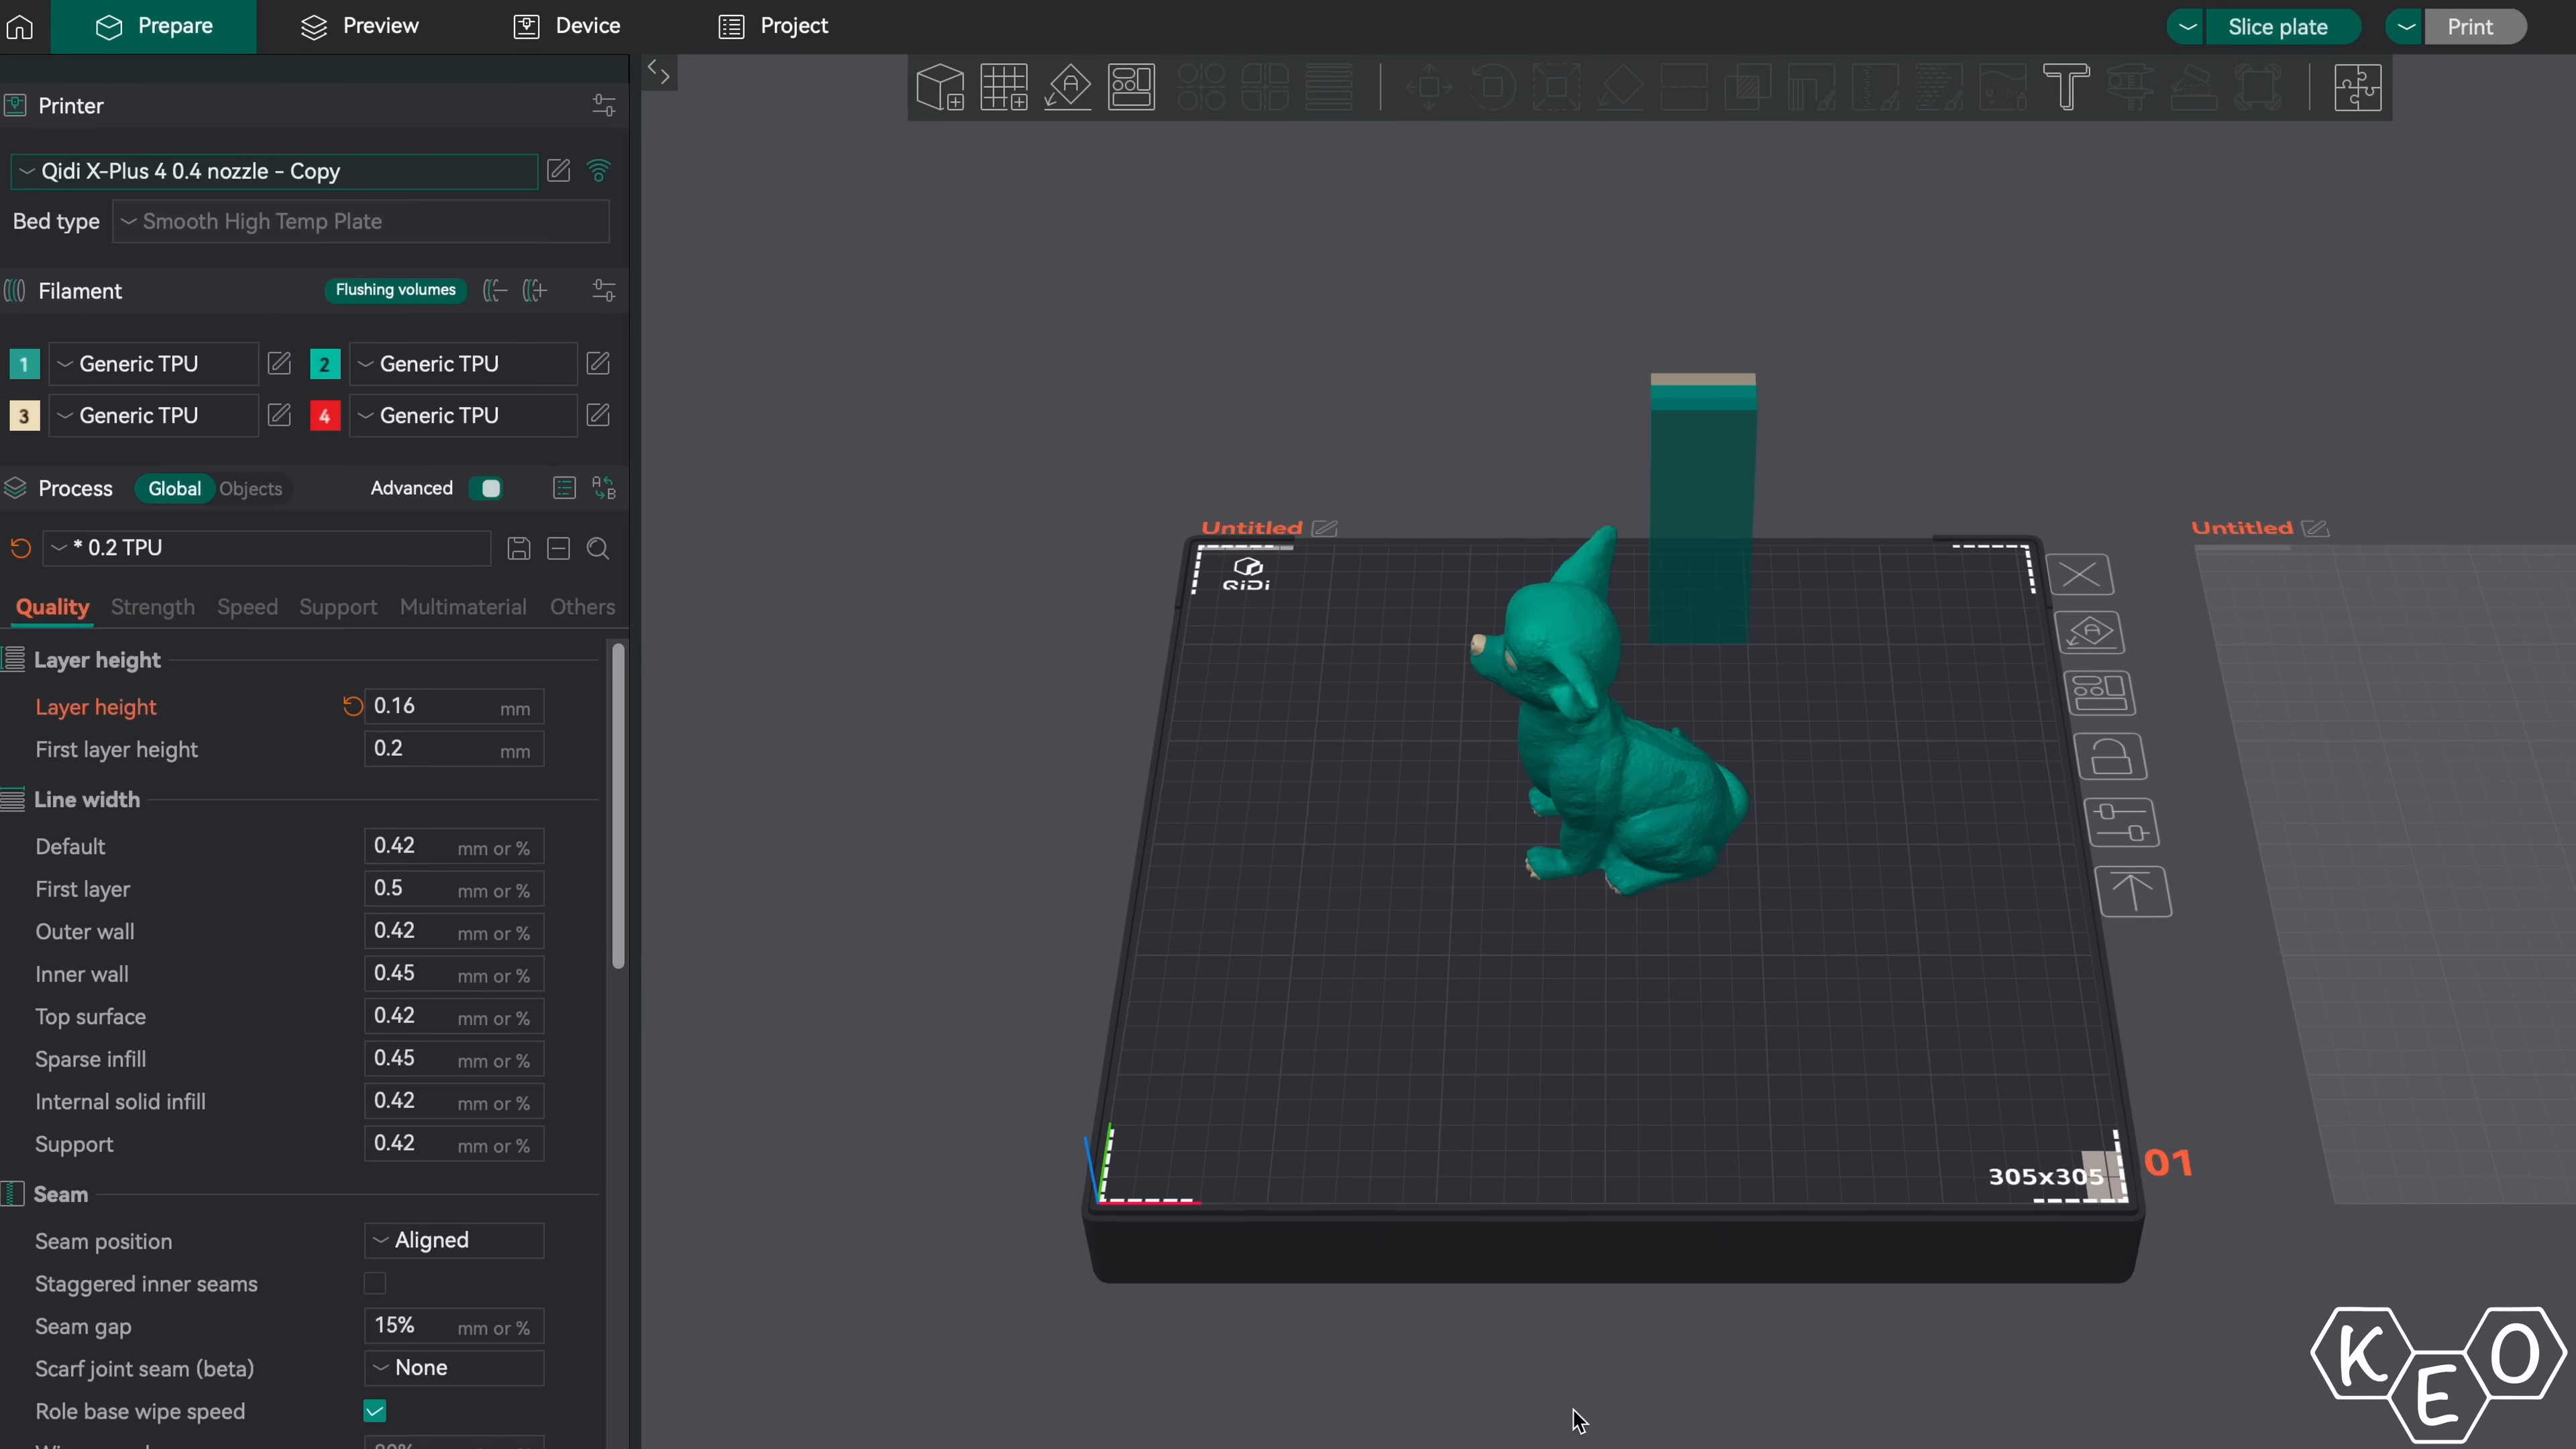 Prepare
Preview
Device
Project
Slice plate
Print
Printer
Qidi X-Plus 4 0.4 nozzle - Copy
Bed type
Smooth High Temp Plate
Filament
Flushing volumes
1 Generic TPU
2 Generic TPU
3 Generic TPU
4 Generic TPU
Process
Global
Objects
Advanced
A
B
* 0.2 TPU
Quality
Strength
Speed
Support
Multimaterial
Others
Layer height
Layer height 0.16 mm
First layer height 0.2 mm
Line width
Default 0.42 mm or %
First layer 0.5 mm or %
Outer wall 0.42 mm or %
Inner wall 0.45 mm or %
Top surface 0.42 mm or %
Sparse infill 0.45 mm or %
Internal solid infill 0.42 mm or %
Support 0.42 mm or %
Seam
Seam position Aligned
Staggered inner seams
Seam gap 15% mm or %
Scarf joint seam (beta) None
Role base wipe speed
Untitled
QIDI
Untitled
305x305
01
KEO